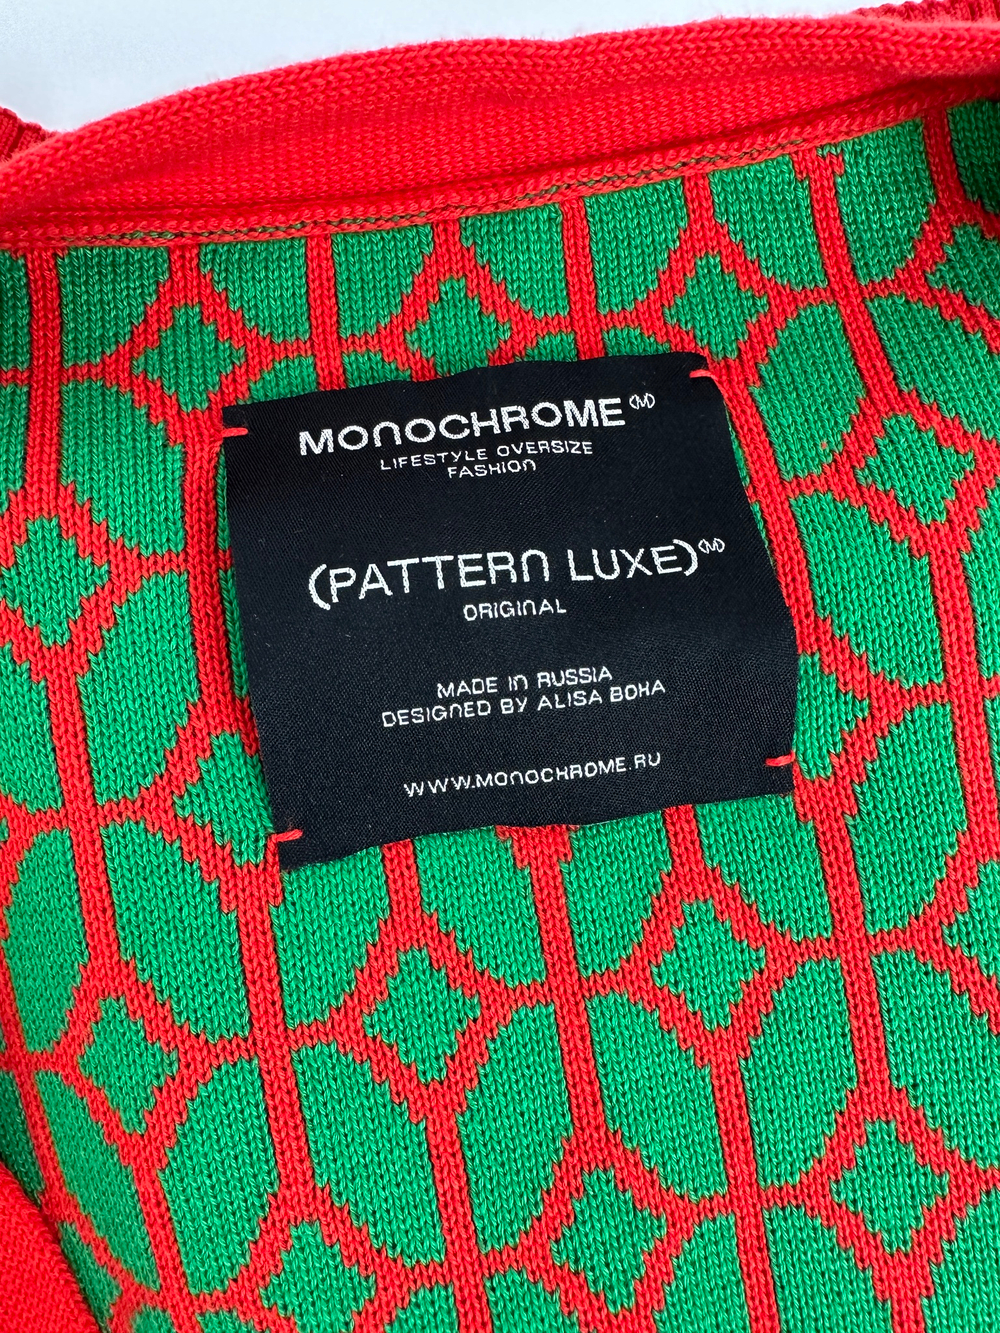 MONOCHROME(M)
LIFESTYLE OVERSIZE
FASHION
(PATTERN LUXE)(M)
ORIGINAL
MADE IN RUSSIA
DESIGNED BY ALISA BOHA
WWW.MONOCHROME.RU